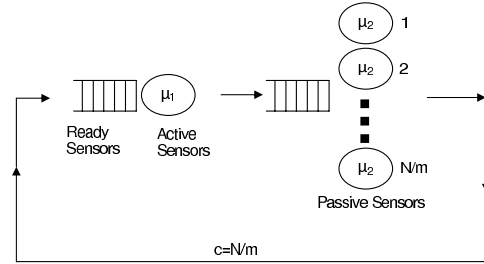 μ₂ 1
μ₂ 2
μ₁
Ready
Sensors
Active
Sensors
μ₂ N/m
Passive Sensors
c=N/m